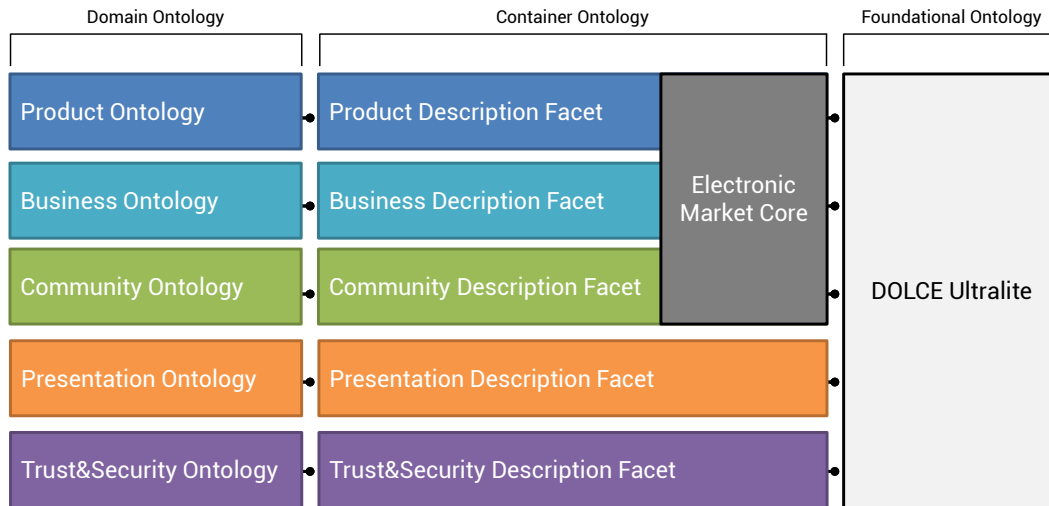 Domain Ontology
Container Ontology
Foundational Ontology
Product Ontology
Product Description Facet
Business Ontology
Business Decription Facet
Electronic
Market Core
Community Ontology
Community Description Facet
DOLCE Ultralite
Presentation Ontology
Presentation Description Facet
Trust&Security Ontology
Trust&Security Description Facet